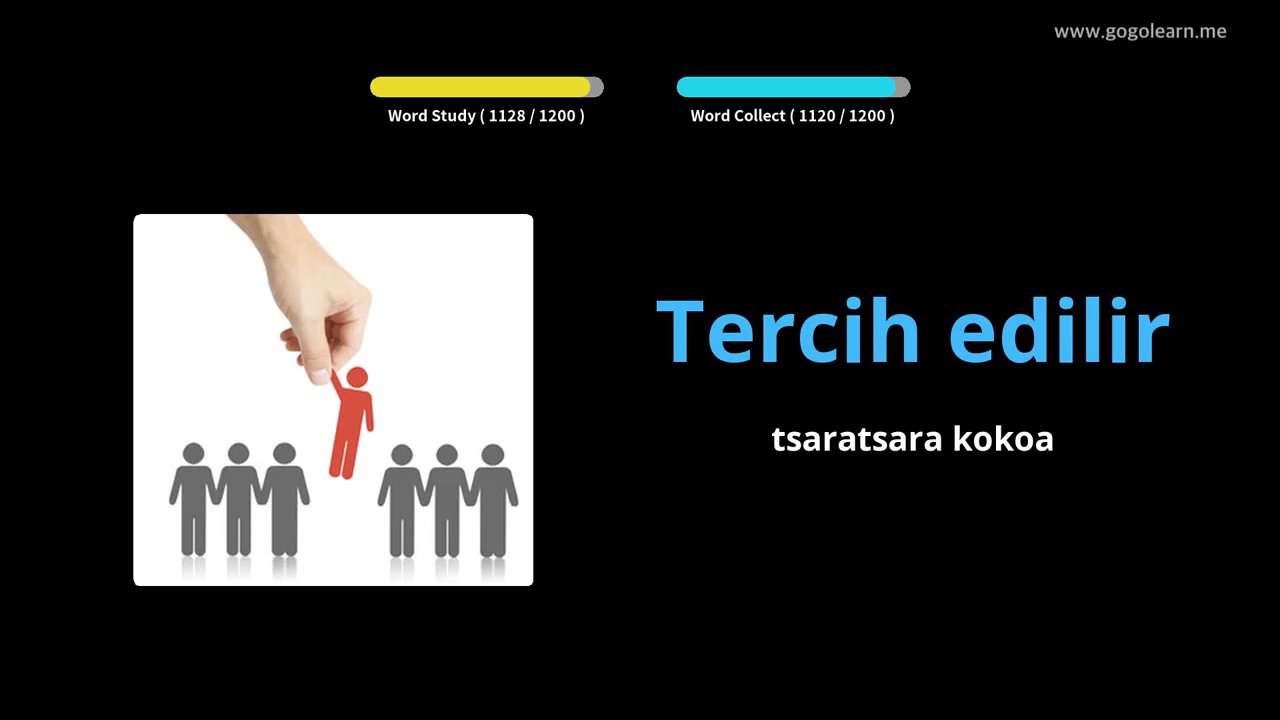 www.gogolearn.me
Word Study ( 1128 / 1200 )
Word Collect ( 1120 / 1200 )
Tercih edilir
tsaratsara kokoa